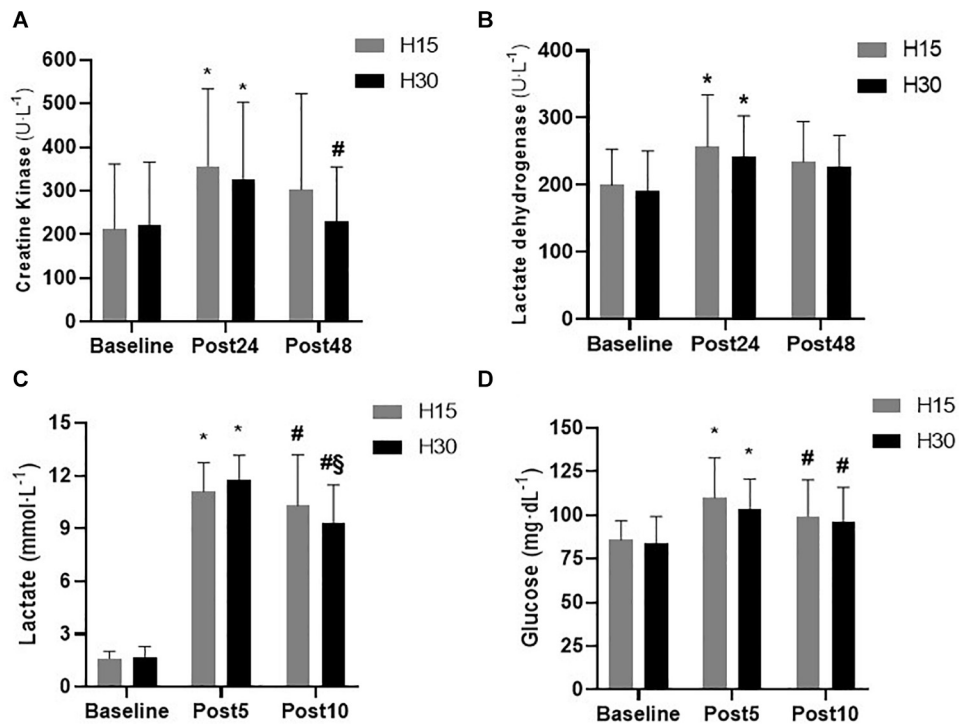 A
H15
H30
Creatine Kinase (U·L⁻¹)
600
500
400
300
200
100
0
* * #
Baseline Post24 Post48
B
H15
H30
Lactate dehydrogenase (U·L⁻¹)
400
300
200
100
0
* *
Baseline Post24 Post48
C
H15
H30
Lactate (mmol·L⁻¹)
15
12
9
6
3
0
* * # #§
Baseline Post5 Post10
D
H15
H30
Glucose (mg·dL⁻¹)
150
125
100
75
50
25
0
* * # #
Baseline Post5 Post10